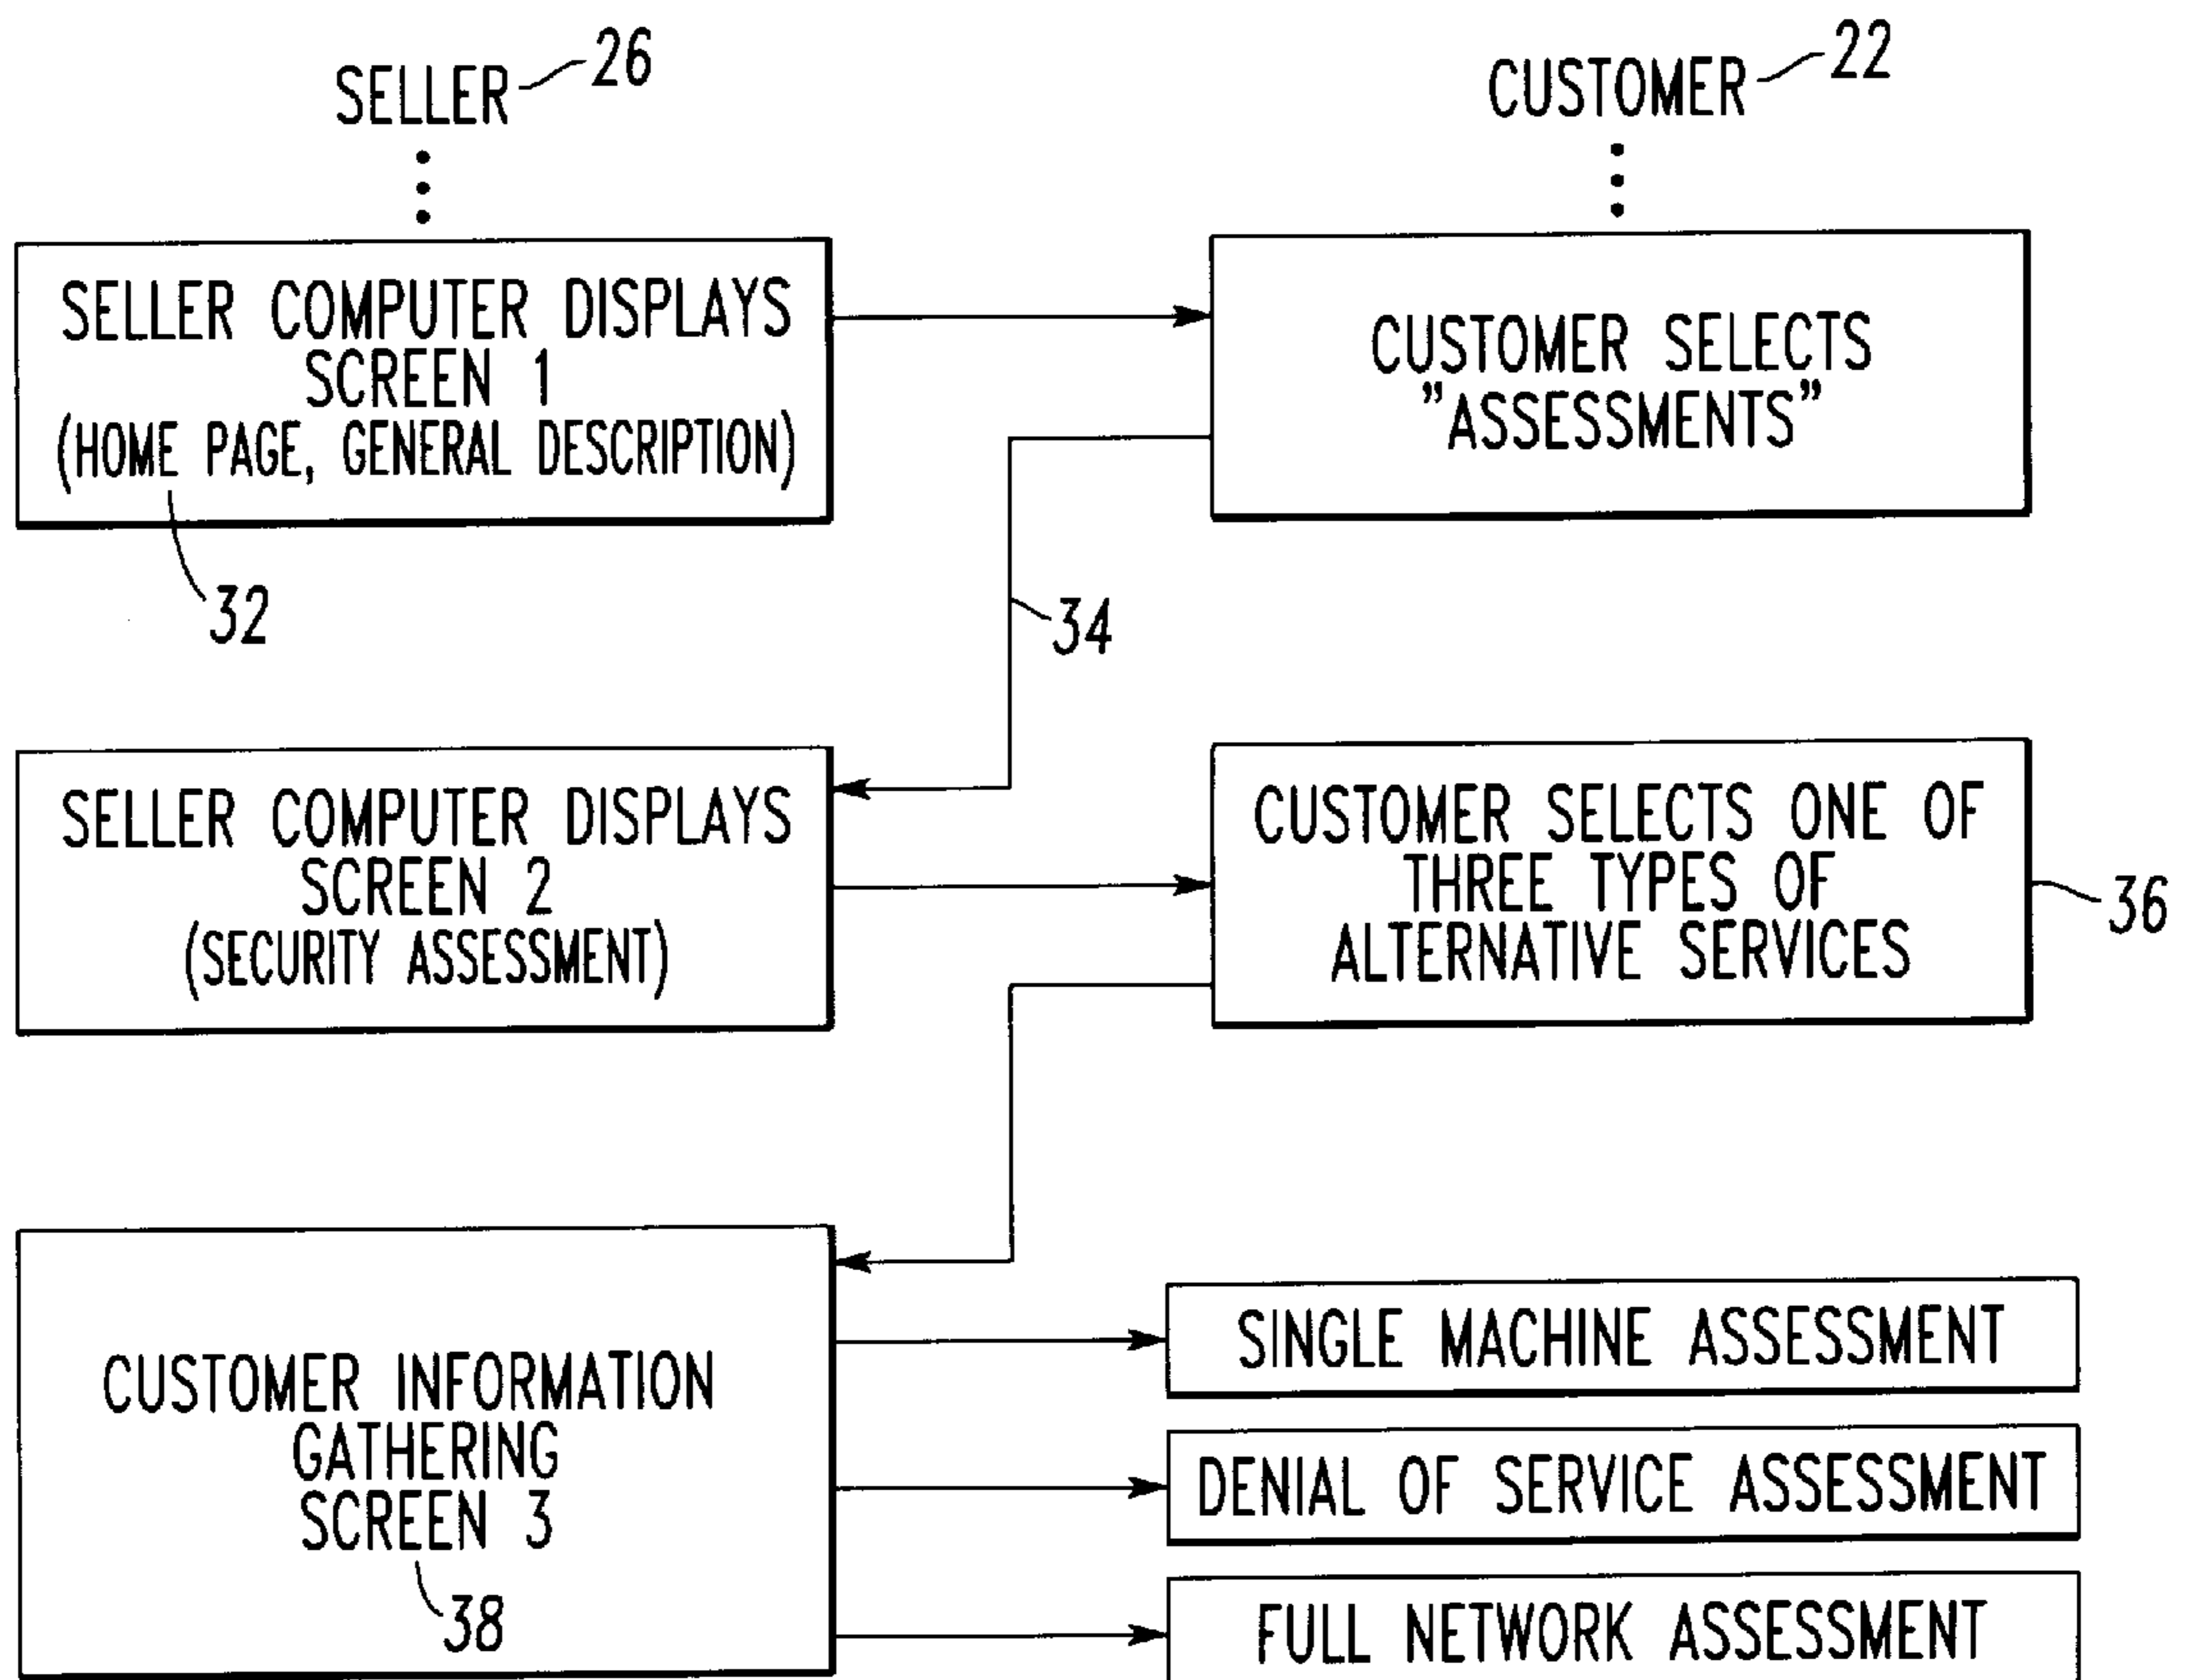 SELLER 26
CUSTOMER 22
SELLER COMPUTER DISPLAYS
SCREEN 1
(HOME PAGE, GENERAL DESCRIPTION)
32
CUSTOMER SELECTS
"ASSESSMENTS"
34
SELLER COMPUTER DISPLAYS
SCREEN 2
(SECURITY ASSESSMENT)
CUSTOMER SELECTS ONE OF
THREE TYPES OF
ALTERNATIVE SERVICES
36
CUSTOMER INFORMATION
GATHERING
SCREEN 3
38
SINGLE MACHINE ASSESSMENT
DENIAL OF SERVICE ASSESSMENT
FULL NETWORK ASSESSMENT